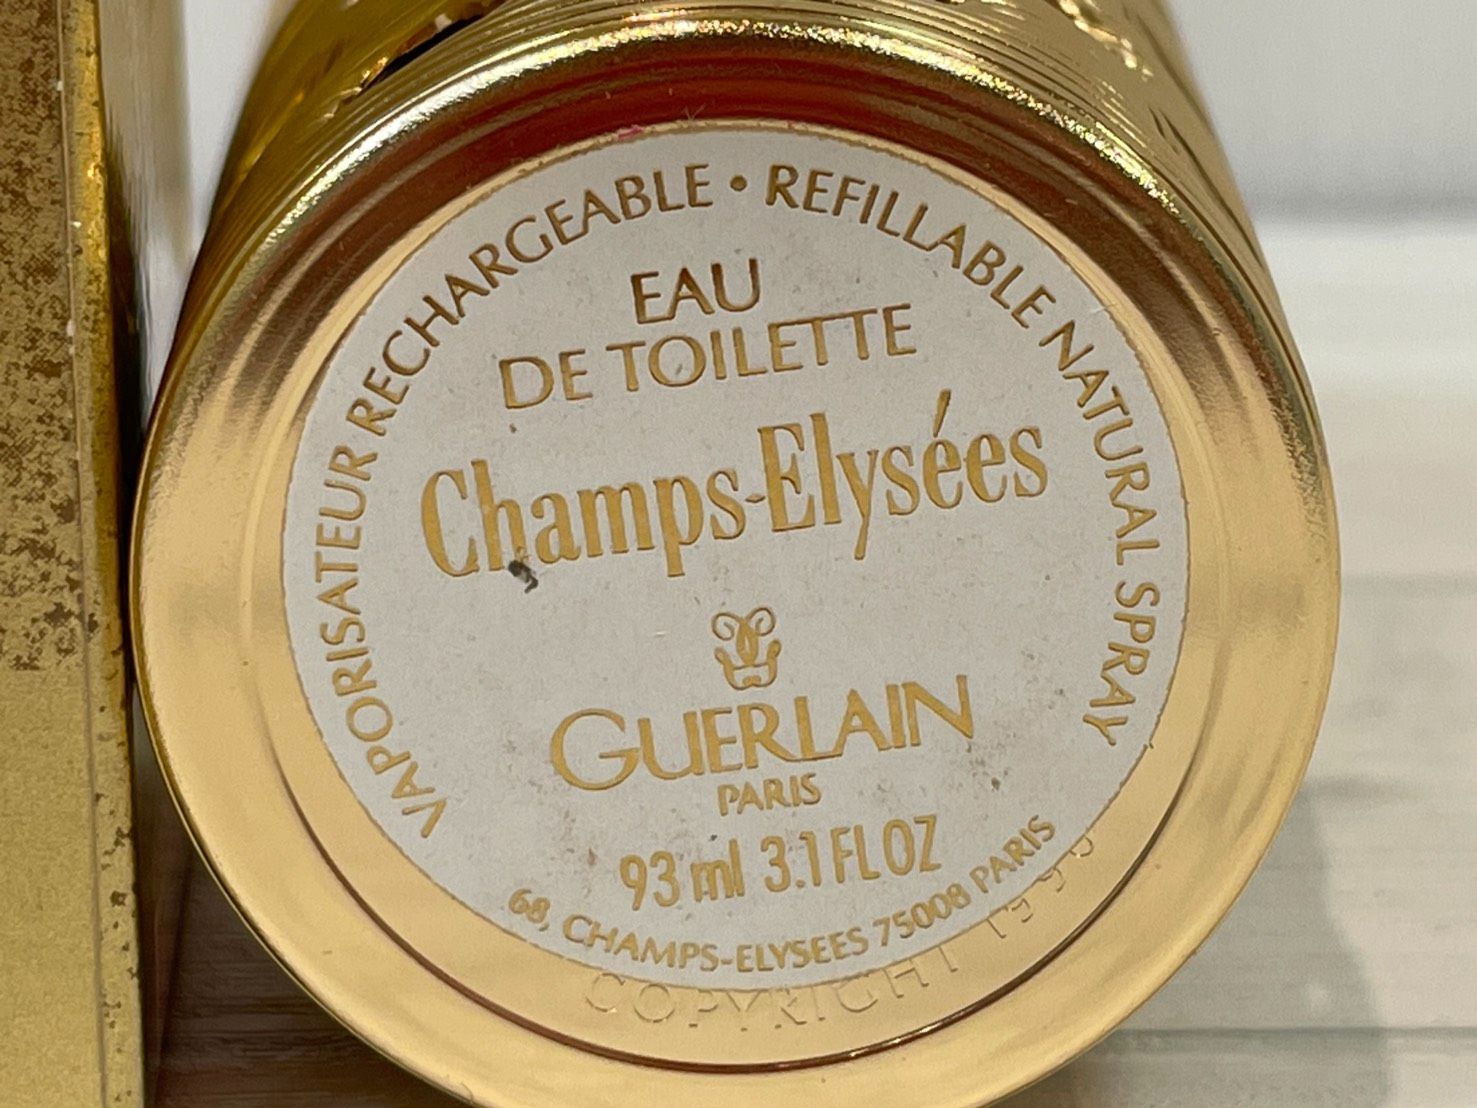 VAPORISATEUR RECHARGEABLE • REFILLABLE NATURAL SPRAY
EAU
DE TOILETTE
Champs-Elysées
GUERLAIN
PARIS
93 ml 3.1 FL OZ
68, CHAMPS-ELYSEES 75008 PARIS
COPYRIGHT